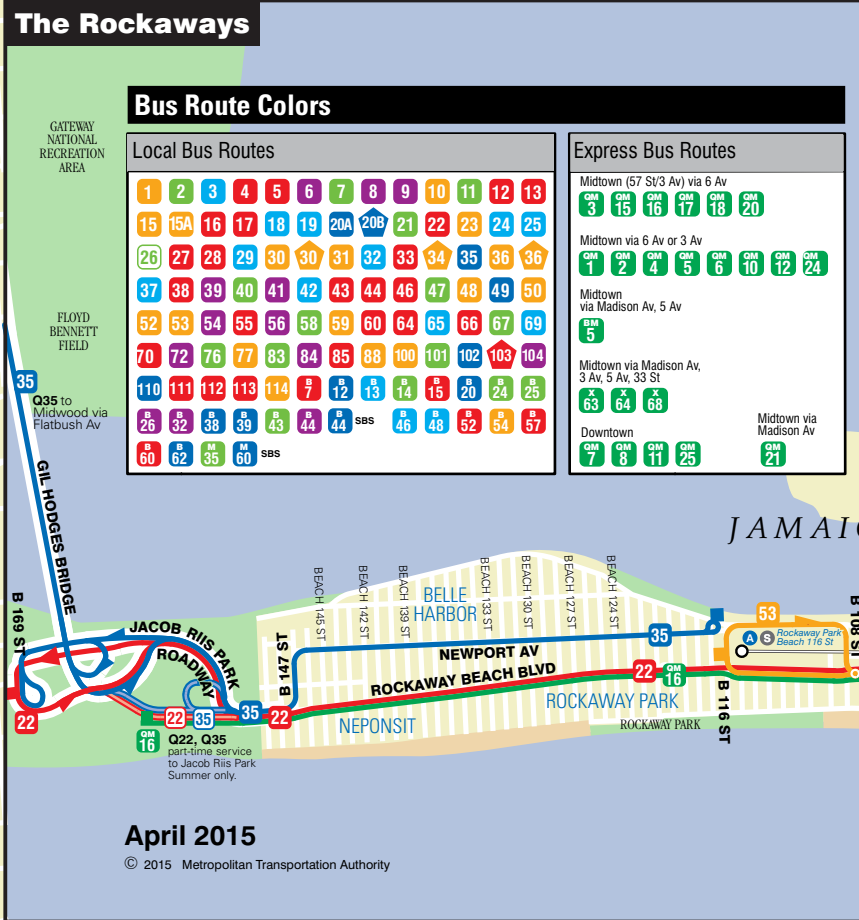 The Rockaways
GATEWAY
NATIONAL
RECREATION
AREA
Bus Route Colors
Local Bus Routes
1 2 3 4 5 6 7 8 9 10 11 12 13
15 15A 16 17 18 19 20A 20B 21 22 23 24 25
26 27 28 29 30 30 31 32 33 34 35 36 36
37 38 39 40 41 42 43 44 46 47 48 49 50
52 53 54 55 56 58 59 60 64 65 66 67 69
70 72 76 77 83 84 85 88 100 101 102 103 104
110 111 112 113 114 B 7 B 12 B 13 B 14 B 15 B 20 B 24 B 25
B 26 B 32 B 38 B 39 B 43 B 44 B 44 SBS B 46 B 48 B 52 B 54 B 57
B 60 B 62 M 35 M 60 SBS
Express Bus Routes
Midtown (57 St/3 Av) via 6 Av
QM 3 QM 15 QM 16 QM 17 QM 18 QM 20
Midtown via 6 Av or 3 Av
QM 1 QM 2 QM 4 QM 5 QM 6 QM 10 QM 12 QM 24
Midtown
via Madison Av, 5 Av
BM 5
Midtown via Madison Av,
3 Av, 5 Av, 33 St
X 63 X 64 X 68
Downtown
QM 7 QM 8 QM 11 QM 25
Midtown via
Madison Av
QM 21
FLOYD
BENNETT
FIELD
35
Q35 to
Midwood via
Flatbush Av
GIL HODGES BRIDGE
JAMAIC
B 169 ST
JACOB RIIS PARK
ROADWAY
B 147 ST
BEACH 145 ST
BEACH 142 ST
BEACH 139 ST
BELLE
HARBOR
BEACH 133 ST
BEACH 130 ST
BEACH 127 ST
BEACH 124 ST
35
NEWPORT AV
ROCKAWAY BEACH BLVD
22
QM 16
53
A S Rockaway Park
Beach 116 St
B 108 ST
B 116 ST
ROCKAWAY PARK
ROCKAWAY PARK
NEPONSIT
22
22
35
35
22
QM 16
Q22, Q35
part-time service
to Jacob Riis Park
Summer only.
April 2015
© 2015 Metropolitan Transportation Authority